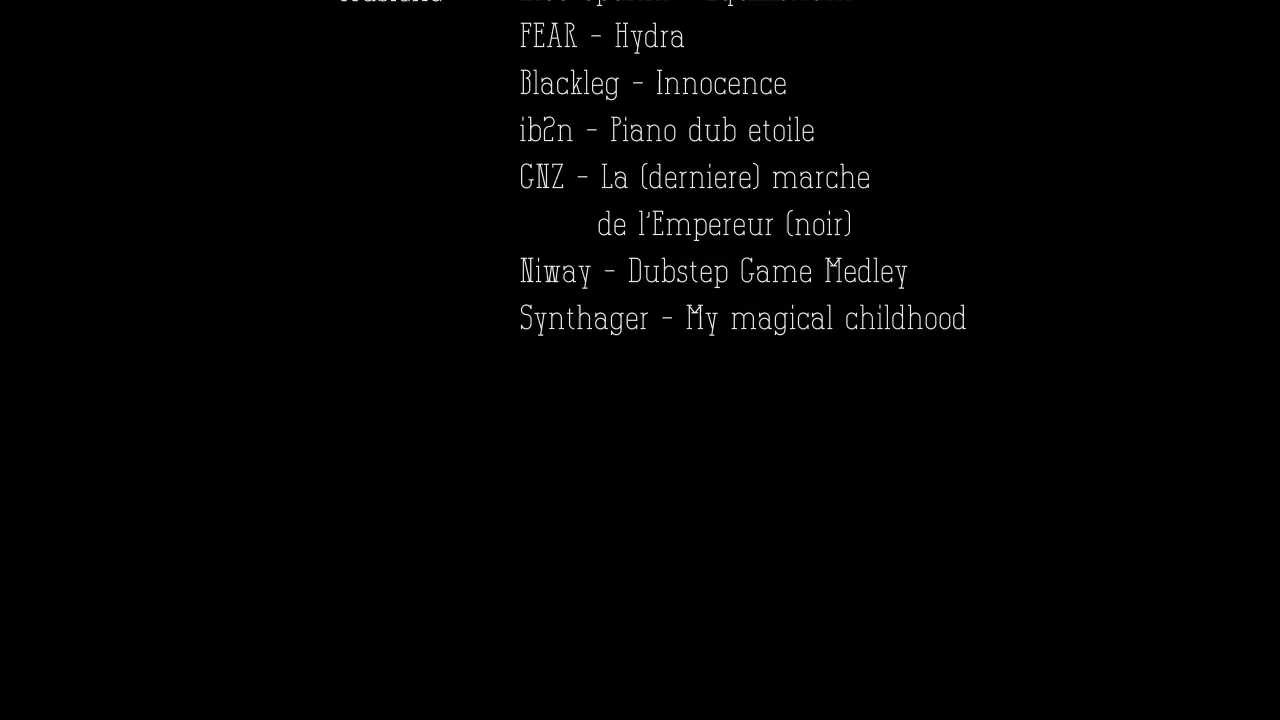 FEAR - Hydra
Blackleg - Innocence
ib2n - Piano dub etoile
GNZ - La (derniere) marche
de l'Empereur (noir)
Niway - Dubstep Game Medley
Synthager - My magical childhood